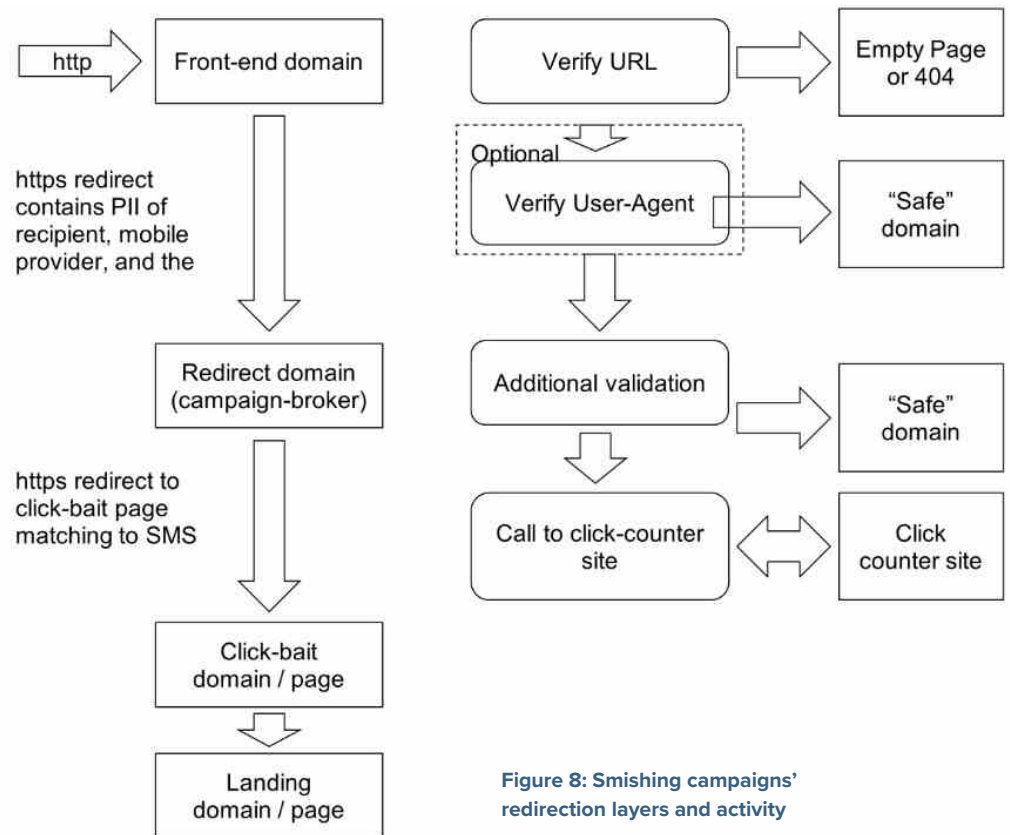 http
Front-end domain
https redirect
contains PII of
recipient, mobile
provider, and the
Redirect domain
(campaign-broker)
https redirect to
click-bait page
matching to SMS
Click-bait
domain / page
Landing
domain / page
Verify URL
Empty Page
or 404
Optional
Verify User-Agent
“Safe”
domain
Additional validation
“Safe”
domain
Call to click-counter
site
Click
counter site
Figure 8: Smishing campaigns’
redirection layers and activity